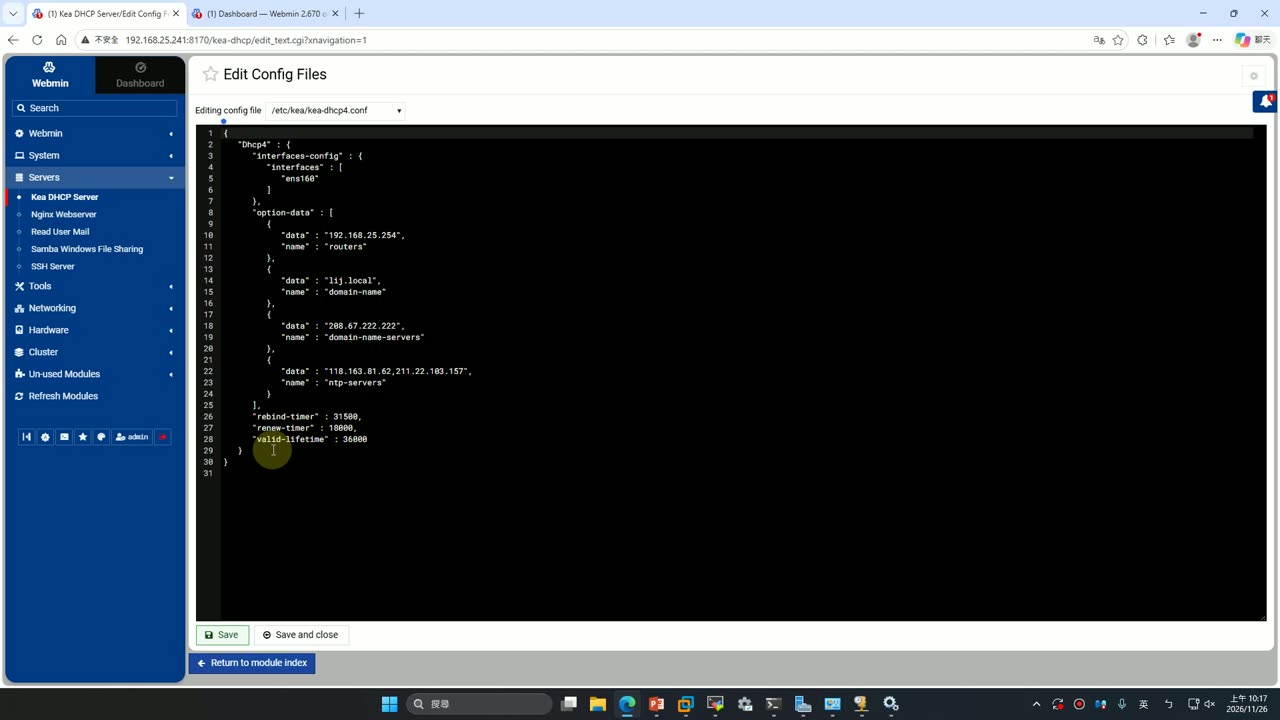 (1) Kea DHCP Server/Edit Config F
(1) Dashboard — Webmin 2.670 o
不安全 192.168.25.241:8170/kea-dhcp/edit_text.cgi?xnavigation=1
聊天
Webmin
Dashboard
Search
Webmin
System
Servers
Kea DHCP Server
Nginx Webserver
Read User Mail
Samba Windows File Sharing
SSH Server
Tools
Networking
Hardware
Cluster
Un-used Modules
Refresh Modules
admin
Edit Config Files
1
Editing config file /etc/kea/kea-dhcp4.conf
1 {
2 "Dhcp4" : {
3 "interfaces-config" : {
4 "interfaces" : [
5 "ens160"
6 ]
7 },
8 "option-data" : [
9 {
10 "data" : "192.168.25.254",
11 "name" : "routers"
12 },
13 {
14 "data" : "lij.local",
15 "name" : "domain-name"
16 },
17 {
18 "data" : "208.67.222.222",
19 "name" : "domain-name-servers"
20 },
21 {
22 "data" : "118.163.81.62,211.22.103.157",
23 "name" : "ntp-servers"
24 }
25 ],
26 "rebind-timer" : 31500,
27 "renew-timer" : 18000,
28 "valid-lifetime" : 36000
29 }
30 }
31
Save
Save and close
Return to module index
搜尋
英
上午 10:17
2026/11/26